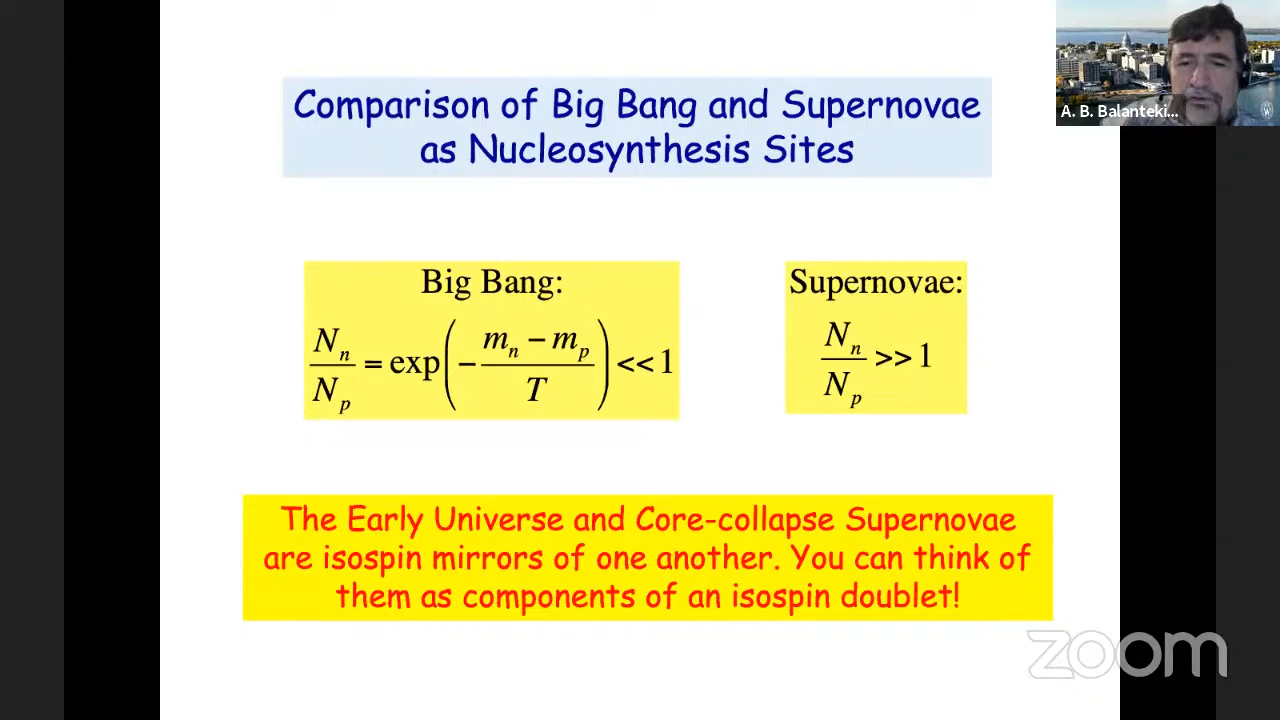 Comparison of Big Bang and Supernovae
as Nucleosynthesis Sites
A. B. Balanteki...
Big Bang:
N_n/N_p = exp(−(m_n − m_p)/T) << 1
Supernovae:
N_n/N_p >> 1
The Early Universe and Core-collapse Supernovae
are isospin mirrors of one another. You can think of
them as components of an isospin doublet!
zoom